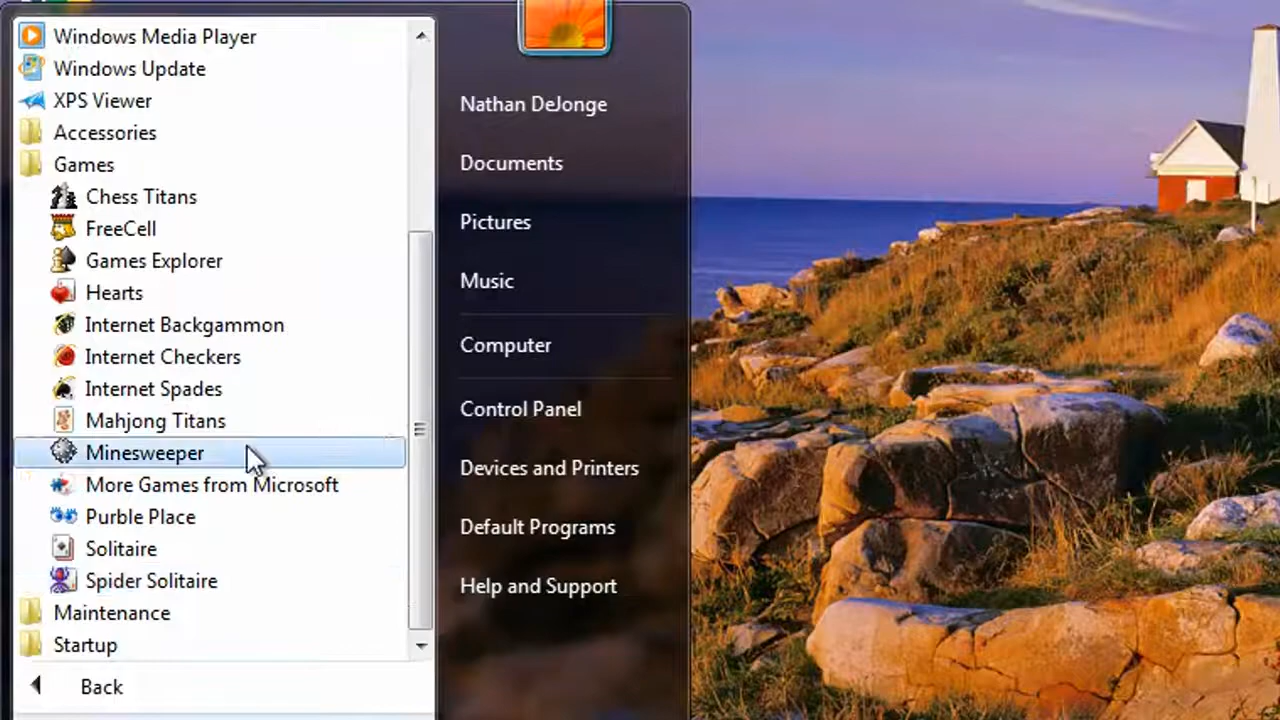 Windows Media Player
Windows Update
XPS Viewer
Accessories
Games
Chess Titans
FreeCell
Games Explorer
Hearts
Internet Backgammon
Internet Checkers
Internet Spades
Mahjong Titans
Minesweeper
More Games from Microsoft
Purble Place
Solitaire
Spider Solitaire
Maintenance
Startup
Back
Nathan DeJonge
Documents
Pictures
Music
Computer
Control Panel
Devices and Printers
Default Programs
Help and Support